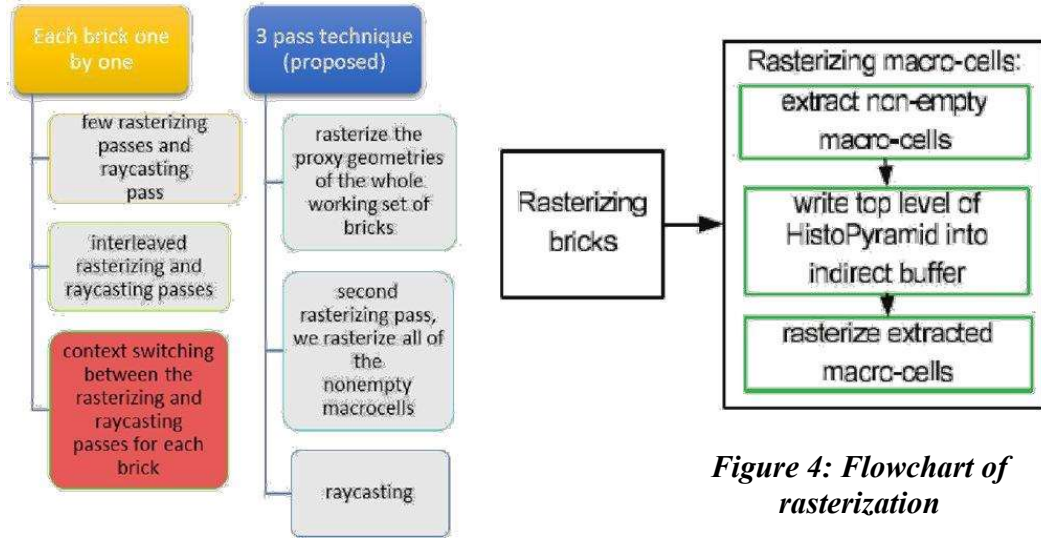 Each brick one
by one
few rasterizing
passes and
raycasting
pass
interleaved
rasterizing and
raycasting passes
context switching
between the
rasterizing and
raycasting
passes for each
brick
3 pass technique
(proposed)
rasterize the
proxy geometries
of the whole
working set of
bricks
second
rasterizing pass,
we rasterize all of
the
nonempty
macrocells
raycasting
Rasterizing
bricks
Rasterizing macro-cells:
extract non-empty
macro-cells
write top level of
HistoPyramid into
indirect buffer
rasterize extracted
macro-cells
Figure 4: Flowchart of
rasterization